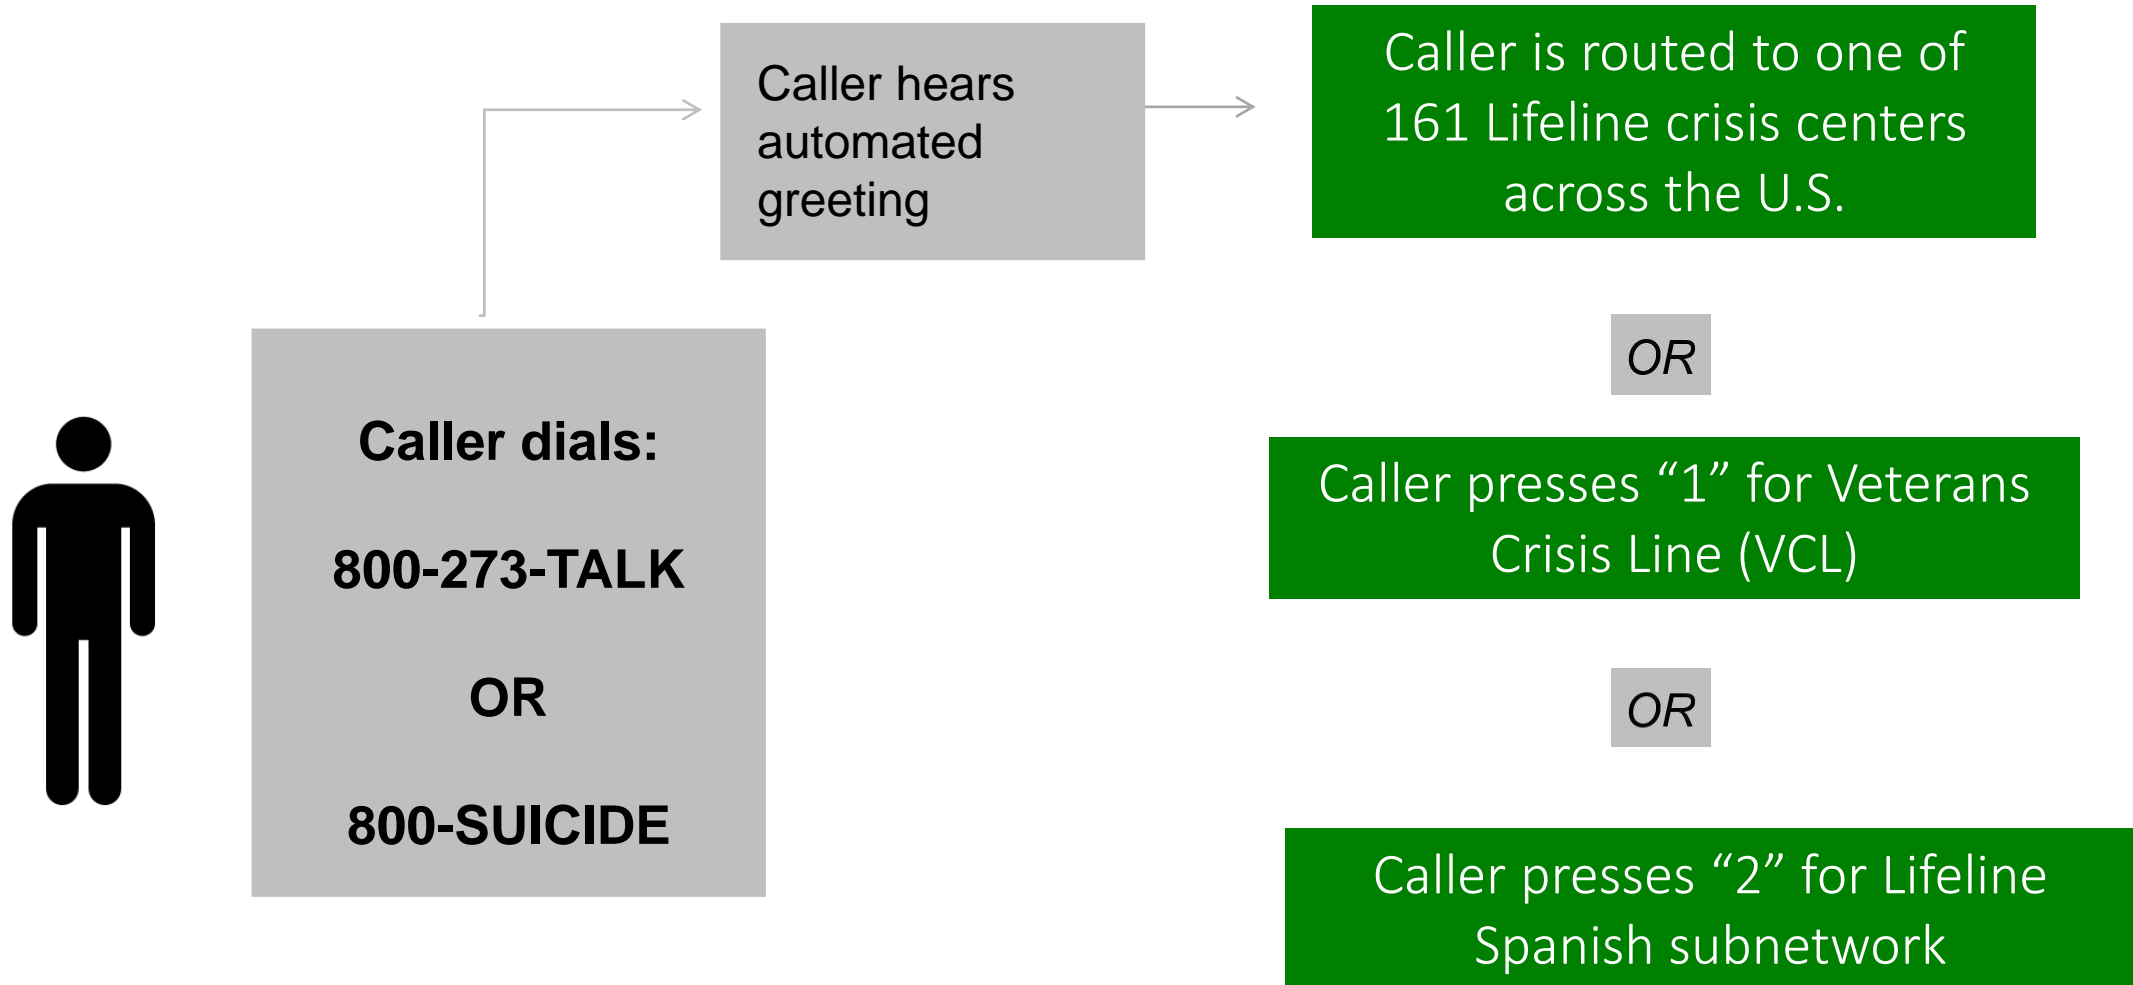 Caller dials:
800-273-TALK
OR
800-SUICIDE
Caller hears
automated
greeting
Caller is routed to one of
161 Lifeline crisis centers
across the U.S.
OR
Caller presses “1” for Veterans
Crisis Line (VCL)
OR
Caller presses “2” for Lifeline
Spanish subnetwork